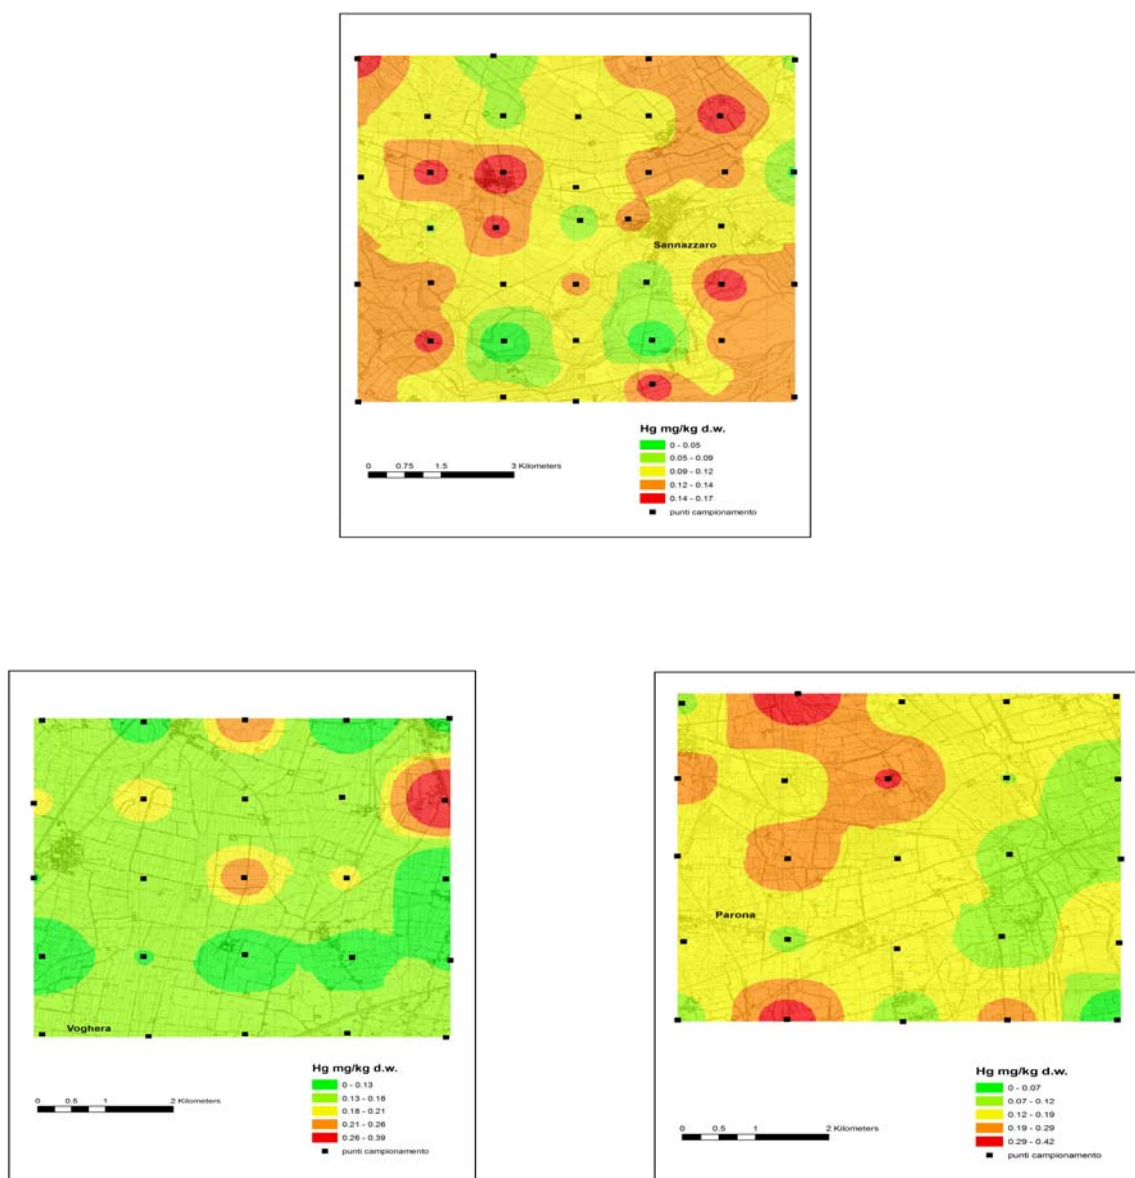 Sannazzaro
Hg mg/kg d.w.
0 - 0.05
0.05 - 0.09
0.09 - 0.12
0.12 - 0.14
0.14 - 0.17
punti campionamento
0 0.75 1.5 3 Kilometers
Voghera
Hg mg/kg d.w.
0 - 0.13
0.13 - 0.18
0.18 - 0.21
0.21 - 0.26
0.26 - 0.39
punti campionamento
0 0.5 1 2 Kilometers
Parona
Hg mg/kg d.w.
0 - 0.07
0.07 - 0.12
0.12 - 0.19
0.19 - 0.29
0.29 - 0.42
punti campionamento
0 0.5 1 2 Kilometers